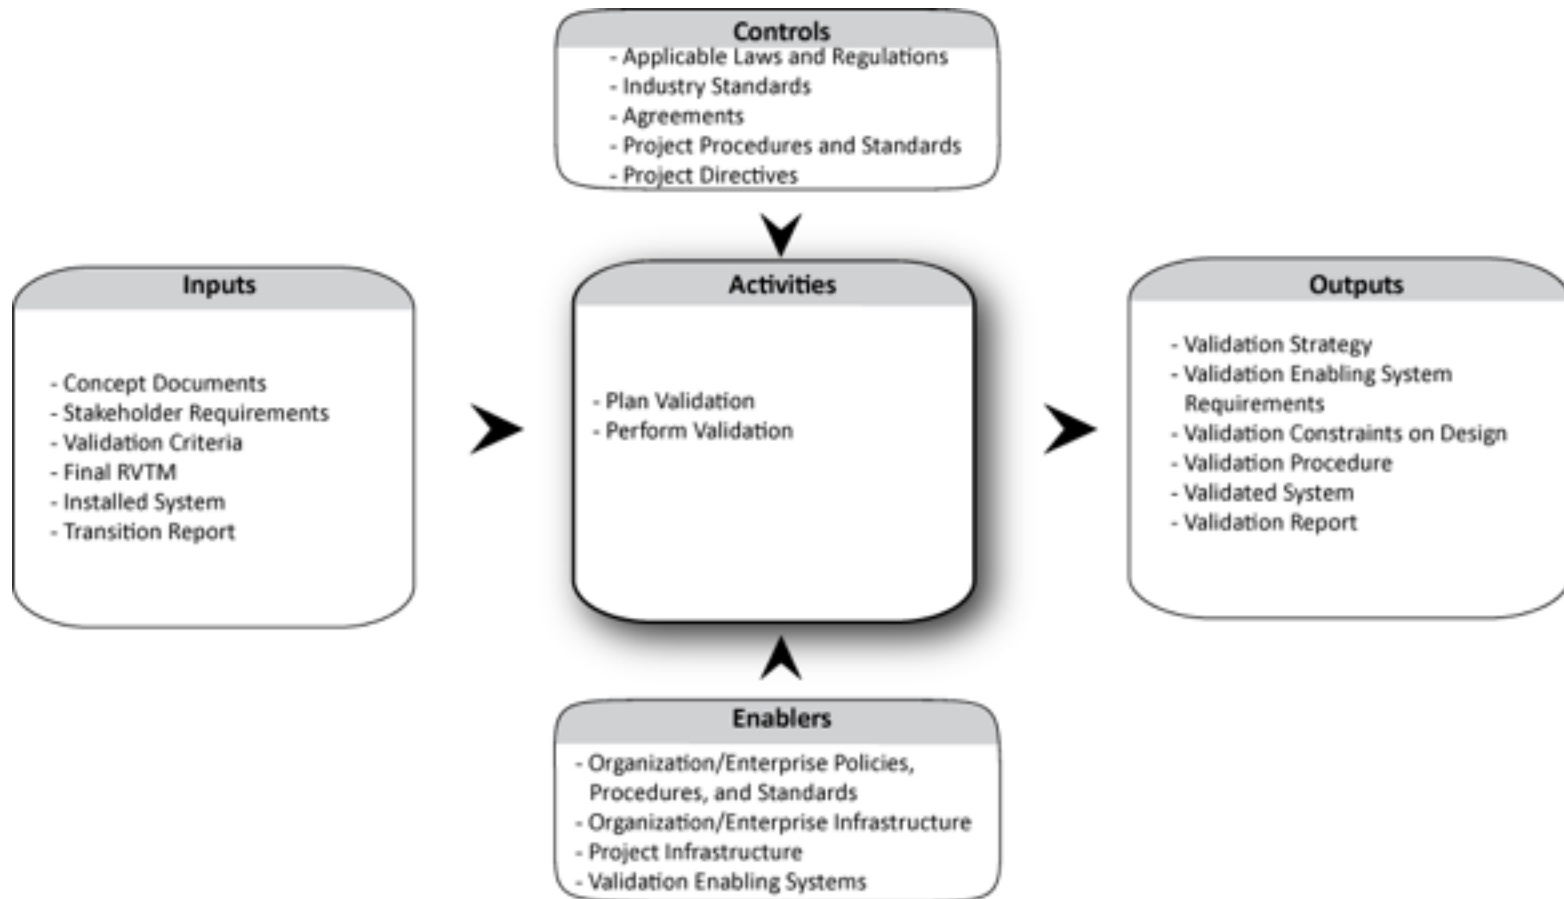 Controls
- Applicable Laws and Regulations
- Industry Standards
- Agreements
- Project Procedures and Standards
- Project Directives
Inputs
- Concept Documents
- Stakeholder Requirements
- Validation Criteria
- Final RVTM
- Installed System
- Transition Report
Activities
- Plan Validation
- Perform Validation
Outputs
- Validation Strategy
- Validation Enabling System
Requirements
- Validation Constraints on Design
- Validation Procedure
- Validated System
- Validation Report
Enablers
- Organization/Enterprise Policies,
Procedures, and Standards
- Organization/Enterprise Infrastructure
- Project Infrastructure
- Validation Enabling Systems